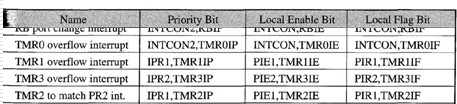 Name Priority Bit Local Enable Bit Local Flag Bit
RB port change interrupt INTCON2,RBIP INTCON,RBIE INTCON,RBIF
TMR0 overflow interrupt INTCON2,TMR0IP INTCON,TMR0IE INTCON,TMR0IF
TMR1 overflow interrupt IPR1,TMR1IP PIE1,TMR1IE PIR1,TMR1IF
TMR3 overflow interrupt IPR2,TMR3IP PIE2,TMR3IE PIR2,TMR3IF
TMR2 to match PR2 int. IPR1,TMR2IP PIE1,TMR2IE PIR1,TMR2IF